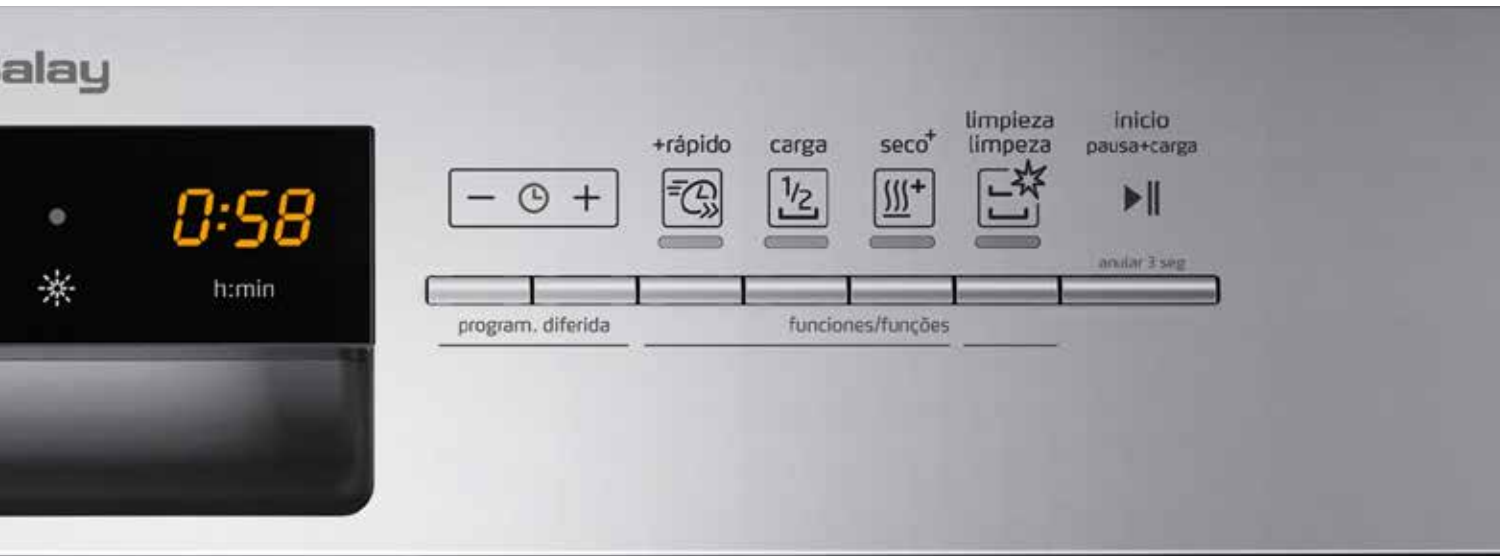 alay
0:58
h:min
− +
+rápido
carga
1/2
seco+
+
limpieza
limpeza
inicio
pausa+carga
anular 3 seg
program. diferida
funciones/funções